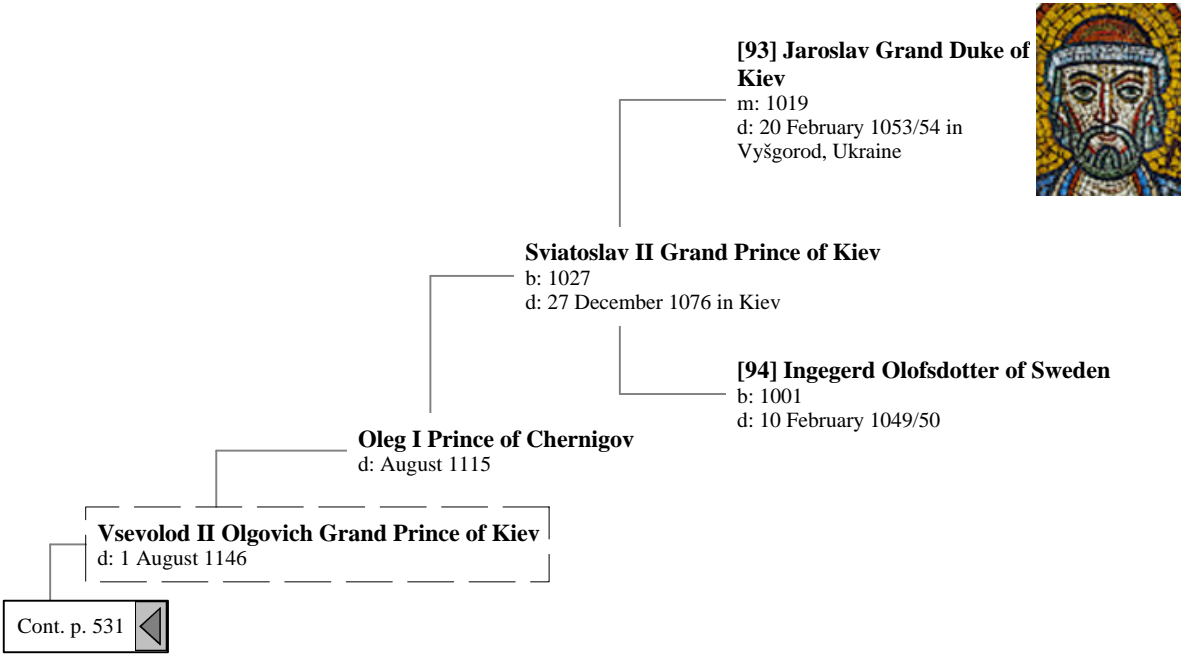 [93] Jaroslav Grand Duke of
Kiev
m: 1019
d: 20 February 1053/54 in
Vyšgorod, Ukraine
Sviatoslav II Grand Prince of Kiev
b: 1027
d: 27 December 1076 in Kiev
[94] Ingegerd Olofsdotter of Sweden
b: 1001
d: 10 February 1049/50
Oleg I Prince of Chernigov
d: August 1115
Vsevolod II Olgovich Grand Prince of Kiev
d: 1 August 1146
Cont. p. 531